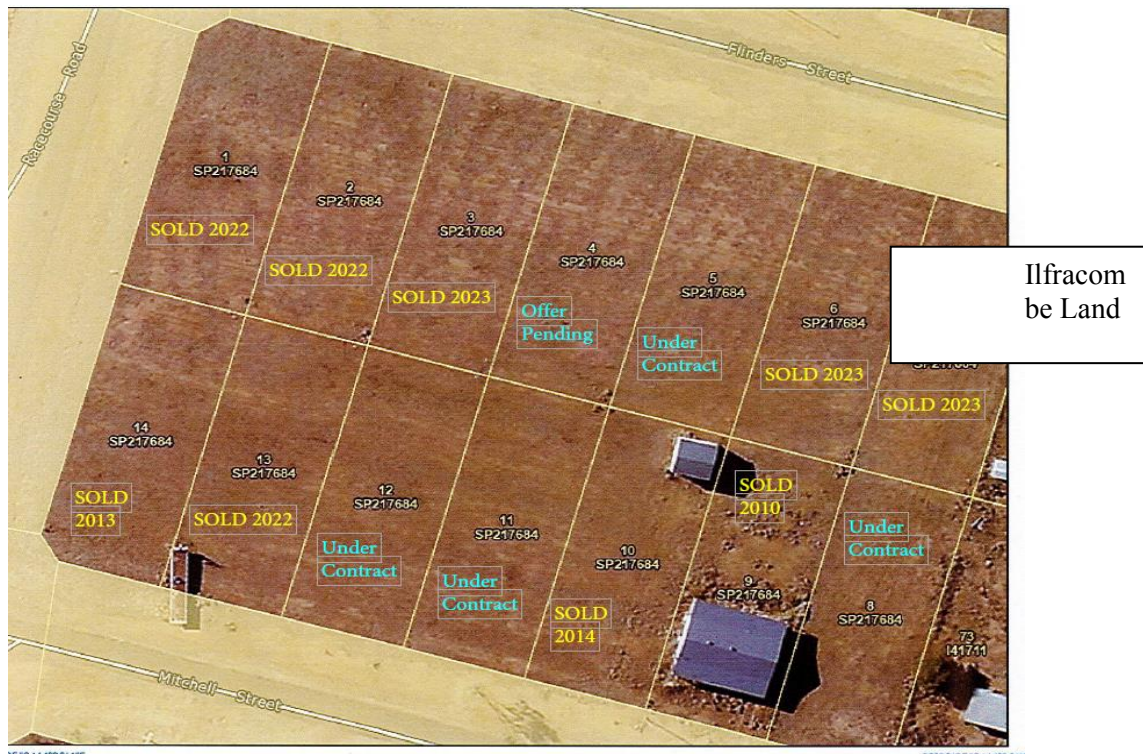 Racecourse Road
Flinders Street
1
SP217684
SOLD 2022
2
SP217684
SOLD 2022
3
SP217684
SOLD 2023
4
SP217684
Offer
Pending
5
SP217684
Under
Contract
6
SP217684
SOLD 2023
SOLD 2023
Ilfracom
be Land
14
SP217684
SOLD
2013
13
SP217684
SOLD 2022
12
SP217684
Under
Contract
11
SP217684
Under
Contract
10
SP217684
SOLD
2014
SOLD
2010
9
SP217684
Under
Contract
8
SP217684
73
I41711
Mitchell Street